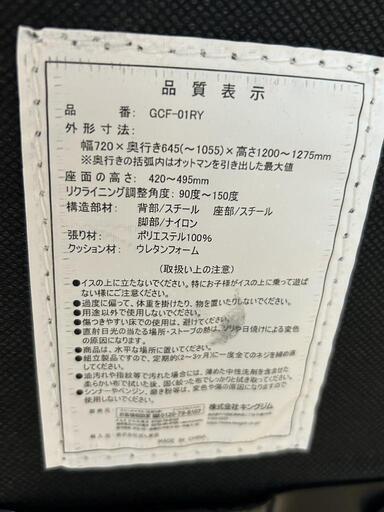 品質表示
品　　番: GCF-01RY
外形寸法:
幅720×奥行き645(~1055)×高さ1200~1275mm
※奥行きの括弧内はオットマンを引き出した最大値
座面の高さ: 420~495mm
リクライニング調整角度: 90度~150度
構造部材: 背部/スチール 座部/スチール
脚部/ナイロン
張り材: ポリエステル100%
クッション材: ウレタンフォーム
(取扱い上の注意)
●イスの上に立たないでください。特にお子様がイスの上に乗って遊ば
ない様にご注意ください。
●過度に偏って、体重を掛けたり、物を置いたりしないでください。
●用途以外で使用しないでください。
●傷つきやすい床での使用は、避けてください。
●直射日光の当たる場所・ストーブの前は、ソリや日焼けによる変色
の原因になります。
●商品は、水平な場所に置いてください。
●組立製品ですので、定期的(2~3ヶ月)に一度全てのネジを締め直
してください。
●油汚れや指紋等で汚れた場合には、薄めた中性洗剤を含ませた
柔らかい布で拭いた後、固く絞った布でしっかりと拭いてください。
●シンナーやベンジン、磨き粉等は、変色や傷の原因になりますので
使用しないでください。
株式会社 キングジム
MADE IN CHINA